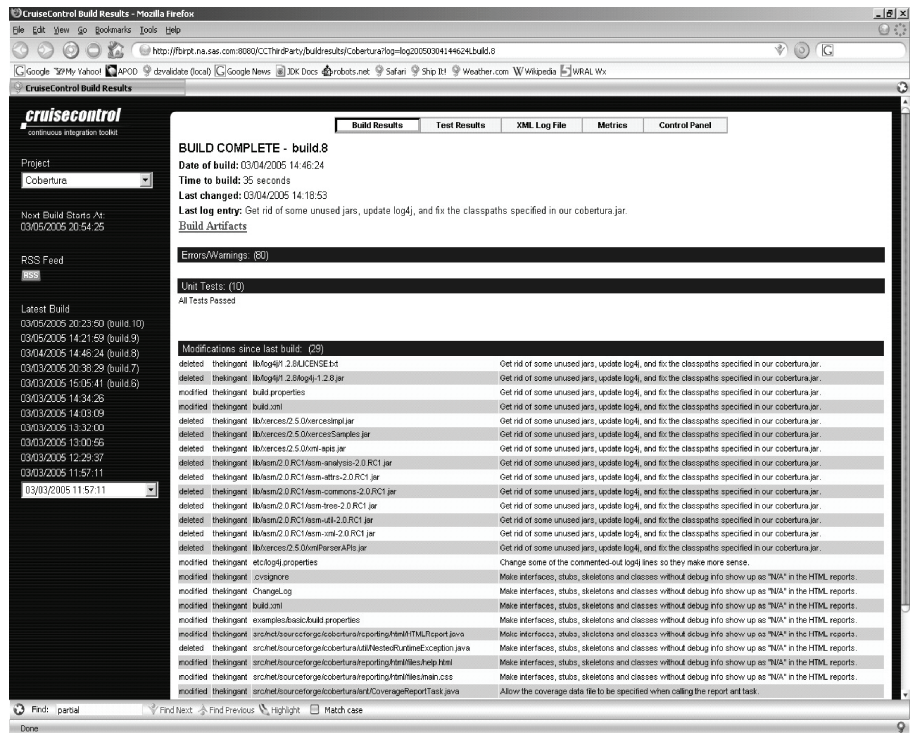 CruiseControl Build Results - Mozilla Firefox
File Edit View Go Bookmarks Tools Help
http://fbirpt.na.sas.com:8080/CCThirdParty/buildresults/Cobertura?log=log20050304144624Lbuild.8
Google My Yahoo! APOD dzvalidate (local) Google News JDK Docs robots.net Safari Ship It! Weather.com Wikipedia WRAL Wx
CruiseControl Build Results
cruisecontrol
continuous integration toolkit
Project
Cobertura
Next Build Starts At:
03/05/2005 20:54:25
RSS Feed
RSS
Latest Build
03/05/2005 20:23:50 (build.10)
03/05/2005 14:21:59 (build.9)
03/04/2005 14:46:24 (build.8)
03/03/2005 20:38:29 (build.7)
03/03/2005 15:05:41 (build.6)
03/03/2005 14:34:26
03/03/2005 14:03:09
03/03/2005 13:32:00
03/03/2005 13:00:56
03/03/2005 12:29:37
03/03/2005 11:57:11
03/03/2005 11:57:11
Build Results Test Results XML Log File Metrics Control Panel
BUILD COMPLETE - build.8
Date of build: 03/04/2005 14:46:24
Time to build: 35 seconds
Last changed: 03/04/2005 14:18:53
Last log entry: Get rid of some unused jars, update log4j, and fix the classpaths specified in our cobertura.jar.
Build Artifacts
Errors/Warnings: (80)
Unit Tests: (10)
All Tests Passed
Modifications since last build: (29)
deleted thekingant lib/log4j/1.2.8/LICENSE.txt Get rid of some unused jars, update log4j, and fix the classpaths specified in our cobertura.jar.
deleted thekingant lib/log4j/1.2.8/log4j-1.2.8.jar Get rid of some unused jars, update log4j, and fix the classpaths specified in our cobertura.jar.
modified thekingant build.properties Get rid of some unused jars, update log4j, and fix the classpaths specified in our cobertura.jar.
modified thekingant build.xml Get rid of some unused jars, update log4j, and fix the classpaths specified in our cobertura.jar.
deleted thekingant lib/xerces/2.5.0/xercesImpl.jar Get rid of some unused jars, update log4j, and fix the classpaths specified in our cobertura.jar.
deleted thekingant lib/xerces/2.5.0/xercesSamples.jar Get rid of some unused jars, update log4j, and fix the classpaths specified in our cobertura.jar.
deleted thekingant lib/xerces/2.5.0/xml-apis.jar Get rid of some unused jars, update log4j, and fix the classpaths specified in our cobertura.jar.
deleted thekingant lib/asm/2.0.RC1/asm-analysis-2.0.RC1.jar Get rid of some unused jars, update log4j, and fix the classpaths specified in our cobertura.jar.
deleted thekingant lib/asm/2.0.RC1/asm-attrs-2.0.RC1.jar Get rid of some unused jars, update log4j, and fix the classpaths specified in our cobertura.jar.
deleted thekingant lib/asm/2.0.RC1/asm-commons-2.0.RC1.jar Get rid of some unused jars, update log4j, and fix the classpaths specified in our cobertura.jar.
deleted thekingant lib/asm/2.0.RC1/asm-tree-2.0.RC1.jar Get rid of some unused jars, update log4j, and fix the classpaths specified in our cobertura.jar.
deleted thekingant lib/asm/2.0.RC1/asm-util-2.0.RC1.jar Get rid of some unused jars, update log4j, and fix the classpaths specified in our cobertura.jar.
deleted thekingant lib/asm/2.0.RC1/asm-xml-2.0.RC1.jar Get rid of some unused jars, update log4j, and fix the classpaths specified in our cobertura.jar.
deleted thekingant lib/xerces/2.5.0/xmlParserAPIs.jar Get rid of some unused jars, update log4j, and fix the classpaths specified in our cobertura.jar.
modified thekingant etc/log4j.properties Change some of the commented-out log4j lines so they make more sense.
modified thekingant .cvsignore Make interfaces, stubs, skeletons and classes without debug info show up as "N/A" in the HTML reports.
modified thekingant ChangeLog Make interfaces, stubs, skeletons and classes without debug info show up as "N/A" in the HTML reports.
modified thekingant build.xml Make interfaces, stubs, skeletons and classes without debug info show up as "N/A" in the HTML reports.
modified thekingant examples/basic/build.properties Make interfaces, stubs, skeletons and classes without debug info show up as "N/A" in the HTML reports.
modified thekingant src/net/sourceforge/cobertura/reporting/html/HTMLReport.java Make interfaces, stubs, skeletons and classes without debug info show up as "N/A" in the HTML reports.
deleted thekingant src/net/sourceforge/cobertura/util/NestedRuntimeException.java Make interfaces, stubs, skeletons and classes without debug info show up as "N/A" in the HTML reports.
modified thekingant src/net/sourceforge/cobertura/reporting/html/files/help.html Make interfaces, stubs, skeletons and classes without debug info show up as "N/A" in the HTML reports.
modified thekingant src/net/sourceforge/cobertura/reporting/html/files/main.css Make interfaces, stubs, skeletons and classes without debug info show up as "N/A" in the HTML reports.
modified thekingant src/net/sourceforge/cobertura/ant/CoverageReportTask.java Allow the coverage data file to be specified when calling the report ant task.
Find: partial Find Next Find Previous Highlight Match case
Done